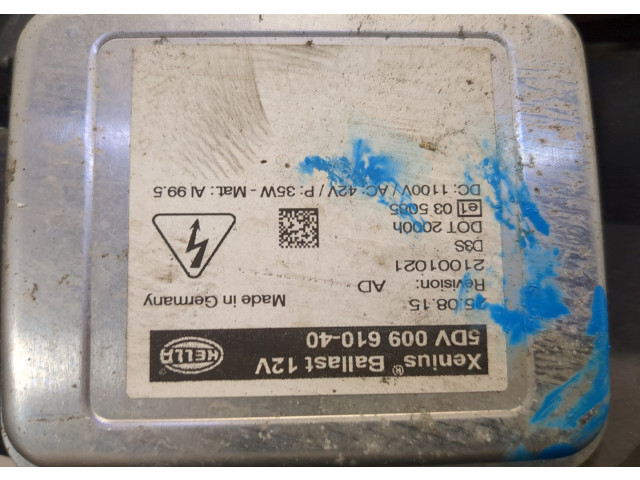 Xenius® Ballast 12V
5DV 009 610-40
HELLA
.08.15
Made in Germany
Revision: AD
21001021
D3S
DOT 2000h
e1 03 5085
DC: 1100V / AC: 42V / P: 35W - Mat.: Al 99.5